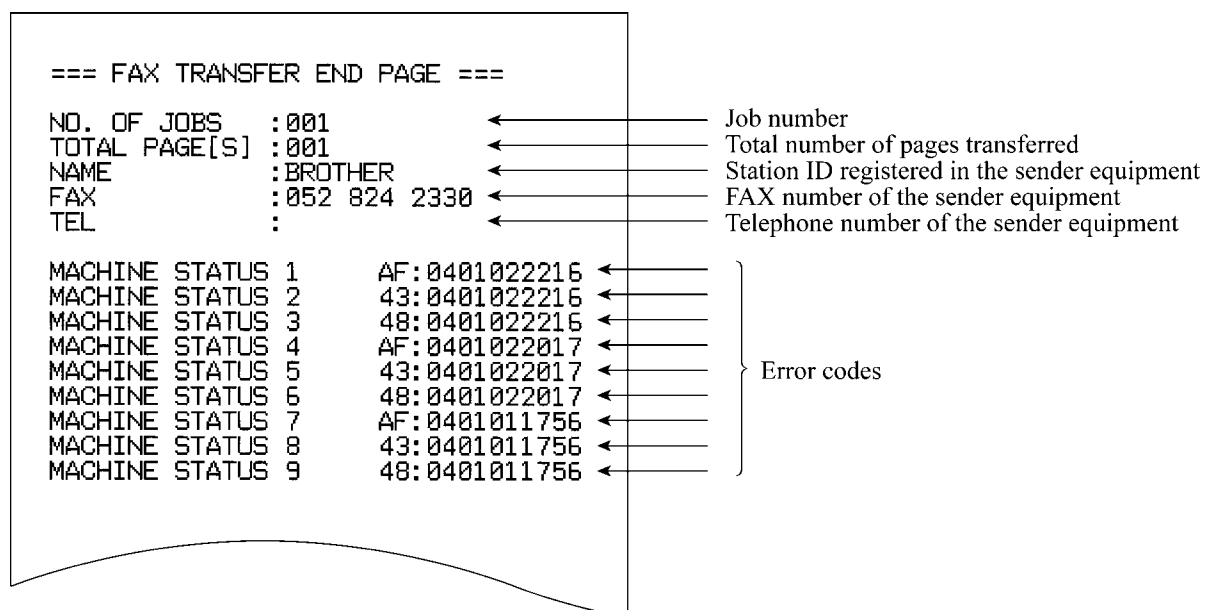 === FAX TRANSFER END PAGE ===
NO. OF JOBS :001
Job number
TOTAL PAGE[S] :001
Total number of pages transferred
NAME :BROTHER
Station ID registered in the sender equipment
FAX :052 824 2330
FAX number of the sender equipment
TEL :
Telephone number of the sender equipment
MACHINE STATUS 1 AF:0401022216
MACHINE STATUS 2 43:0401022216
MACHINE STATUS 3 48:0401022216
MACHINE STATUS 4 AF:0401022017
MACHINE STATUS 5 43:0401022017
MACHINE STATUS 6 48:0401022017
MACHINE STATUS 7 AF:0401011756
MACHINE STATUS 8 43:0401011756
MACHINE STATUS 9 48:0401011756
Error codes